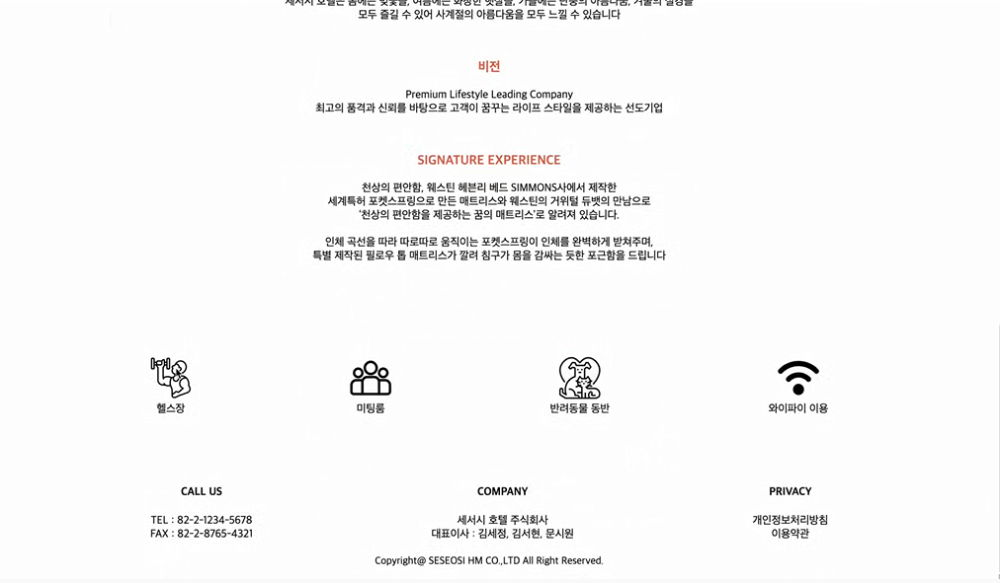 세서시 호텔은 봄에는 벚꽃을, 여름에는 화창한 햇살을, 가을에는 단풍의 아름다움, 겨울의 설경을
모두 즐길 수 있어 사계절의 아름다움을 모두 느낄 수 있습니다
비전
Premium Lifestyle Leading Company
최고의 품격과 신뢰를 바탕으로 고객이 꿈꾸는 라이프 스타일을 제공하는 선도기업
SIGNATURE EXPERIENCE
천상의 편안함, 웨스틴 헤븐리 베드 SIMMONS사에서 제작한
세계특허 포켓스프링으로 만든 매트리스와 웨스틴의 거위털 듀벳의 만남으로
'천상의 편안함을 제공하는 꿈의 매트리스'로 알려져 있습니다.
인체 곡선을 따라 따로따로 움직이는 포켓스프링이 인체를 완벽하게 받쳐주며,
특별 제작된 필로우 톱 매트리스가 깔려 침구가 몸을 감싸는 듯한 포근함을 드립니다
헬스장
미팅룸
반려동물 동반
와이파이 이용
CALL US
TEL : 82-2-1234-5678
FAX : 82-2-8765-4321
COMPANY
세서시 호텔 주식회사
대표이사 : 김세정, 김서현, 문시원
PRIVACY
개인정보처리방침
이용약관
Copyright@ SESEOSI HM CO.,LTD All Right Reserved.